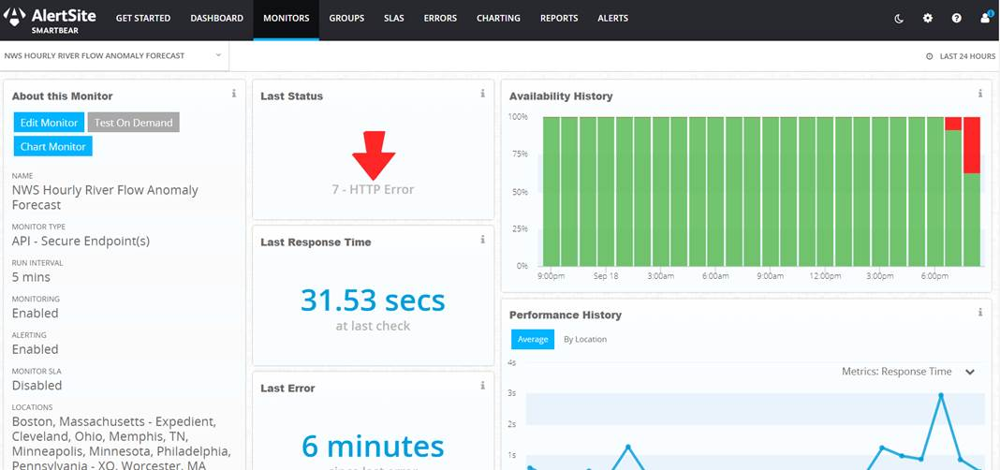 AlertSite
SMARTBEAR
GET STARTED DASHBOARD MONITORS GROUPS SLAS ERRORS CHARTING REPORTS ALERTS
NWS HOURLY RIVER FLOW ANOMALY FORECAST
LAST 24 HOURS
About this Monitor
Edit Monitor Test On Demand
Chart Monitor
NAME
NWS Hourly River Flow Anomaly
Forecast
MONITOR TYPE
API - Secure Endpoint(s)
RUN INTERVAL
5 mins
MONITORING
Enabled
ALERTING
Enabled
MONITOR SLA
Disabled
LOCATIONS
Boston, Massachusetts - Expedient,
Cleveland, Ohio, Memphis, TN,
Minneapolis, Minnesota, Philadelphia,
Pennsylvania - XO, Worcester, MA
Last Status
7 - HTTP Error
Last Response Time
31.53 secs
at last check
Last Error
6 minutes
since last error
Availability History
100%
75%
50%
25%
0%
9:00pm Sep 18 3:00am 6:00am 9:00am 12:00pm 3:00pm 6:00pm
Performance History
Average By Location
Metrics: Response Time
4s
3s
2s
1s